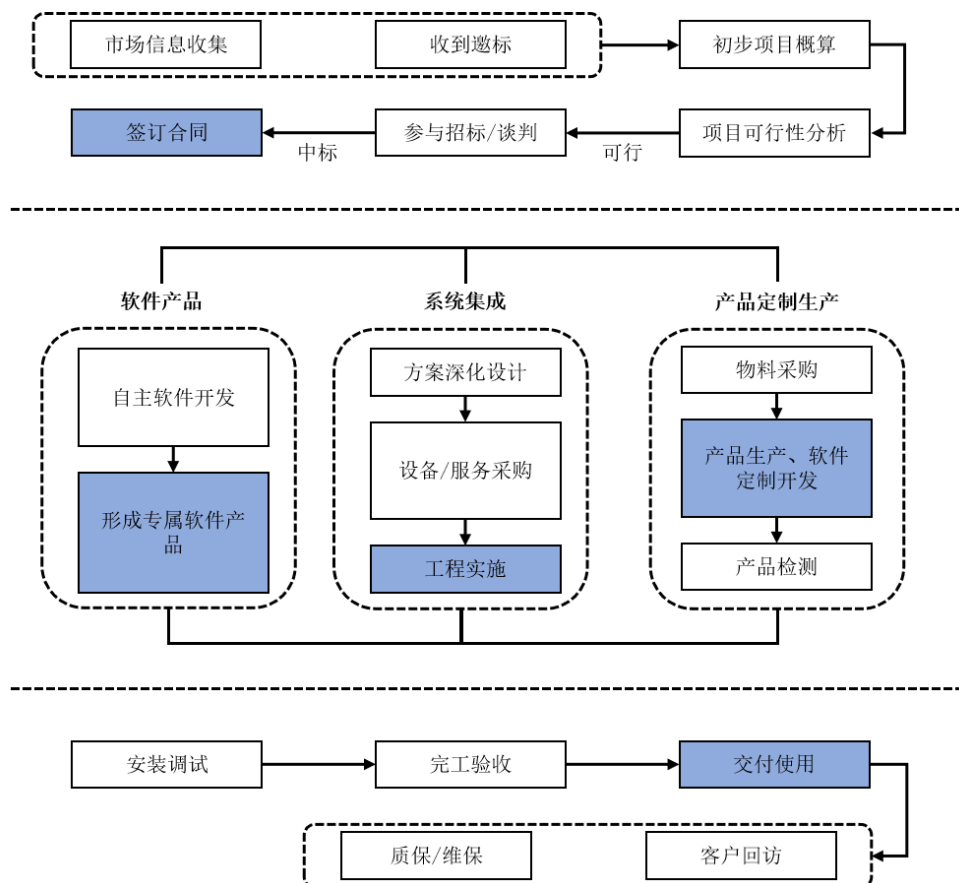 市场信息收集
收到邀标
初步项目概算
签订合同
中标
参与招标/谈判
可行
项目可行性分析
软件产品
系统集成
产品定制生产
自主软件开发
形成专属软件产
品
方案深化设计
设备/服务采购
工程实施
物料采购
产品生产、软件
定制开发
产品检测
安装调试
完工验收
交付使用
质保/维保
客户回访